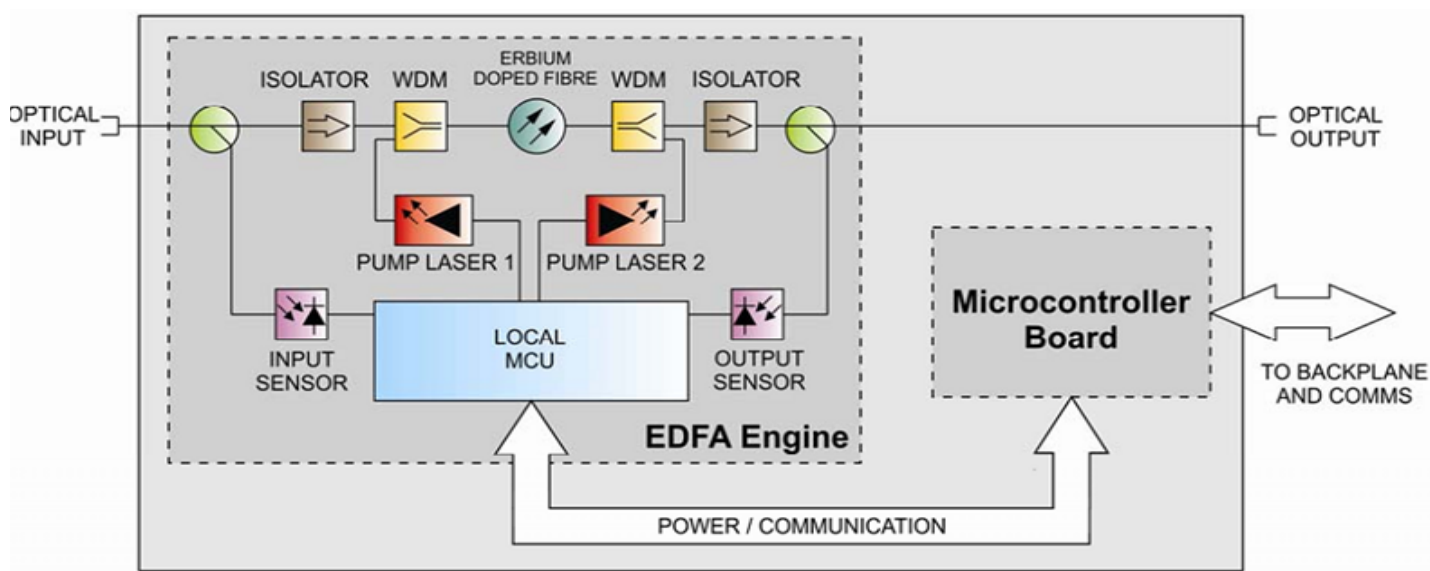 ERBIUM
DOPED FIBRE
ISOLATOR
WDM
WDM
ISOLATOR
OPTICAL
INPUT
OPTICAL
OUTPUT
PUMP LASER 1
PUMP LASER 2
INPUT
SENSOR
LOCAL
MCU
OUTPUT
SENSOR
Microcontroller
Board
TO BACKPLANE
AND COMMS
EDFA Engine
POWER / COMMUNICATION